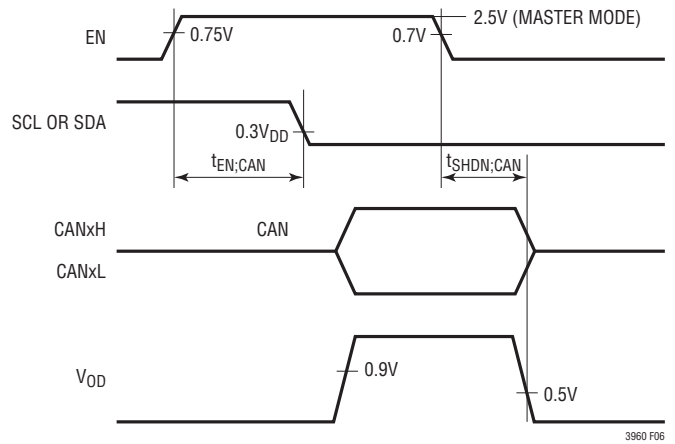 2.5V (MASTER MODE)
EN
0.75V
0.7V
SCL OR SDA
0.3VDD
tEN;CAN
tSHDN;CAN
CANxH
CAN
CANxL
0.9V
VOD
0.5V
3960 F06